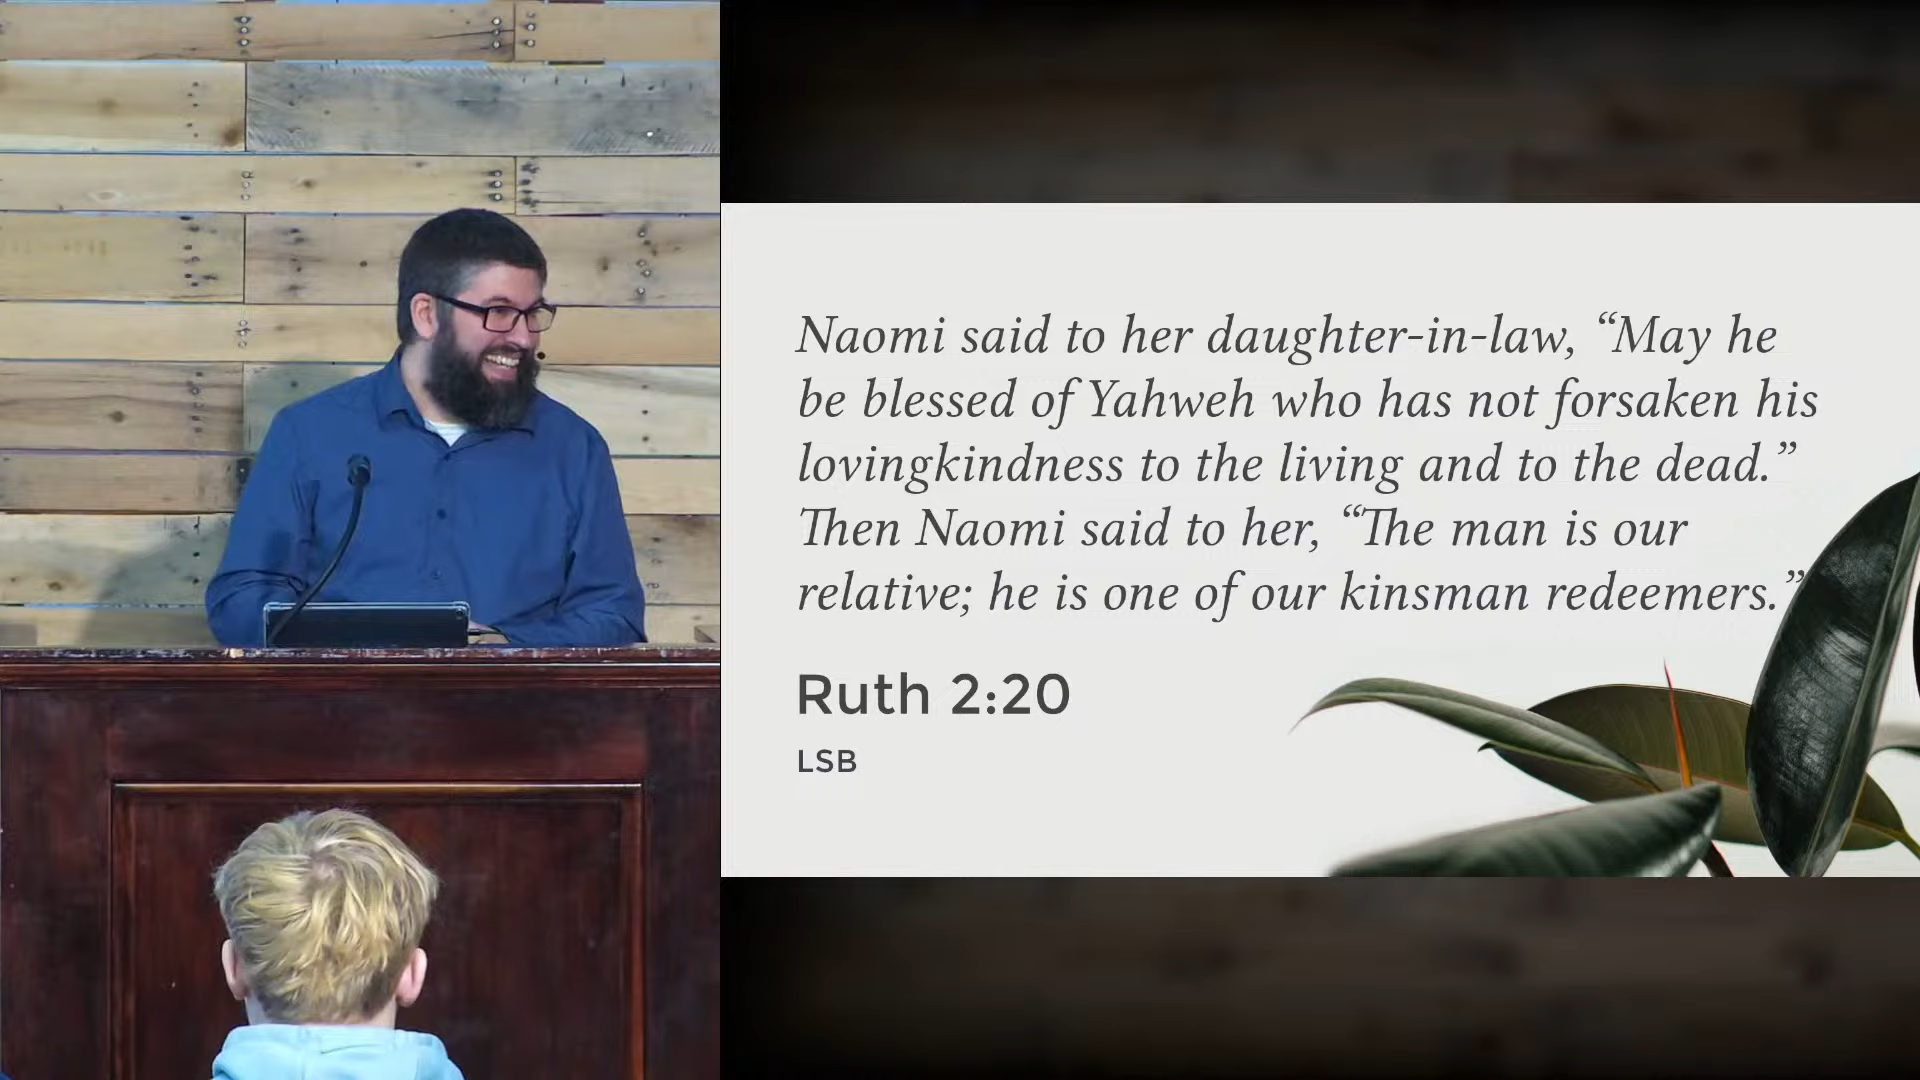 Naomi said to her daughter-in-law, “May he
be blessed of Yahweh who has not forsaken his
lovingkindness to the living and to the dead.”
Then Naomi said to her, “The man is our
relative; he is one of our kinsman redeemers.”
Ruth 2:20
LSB